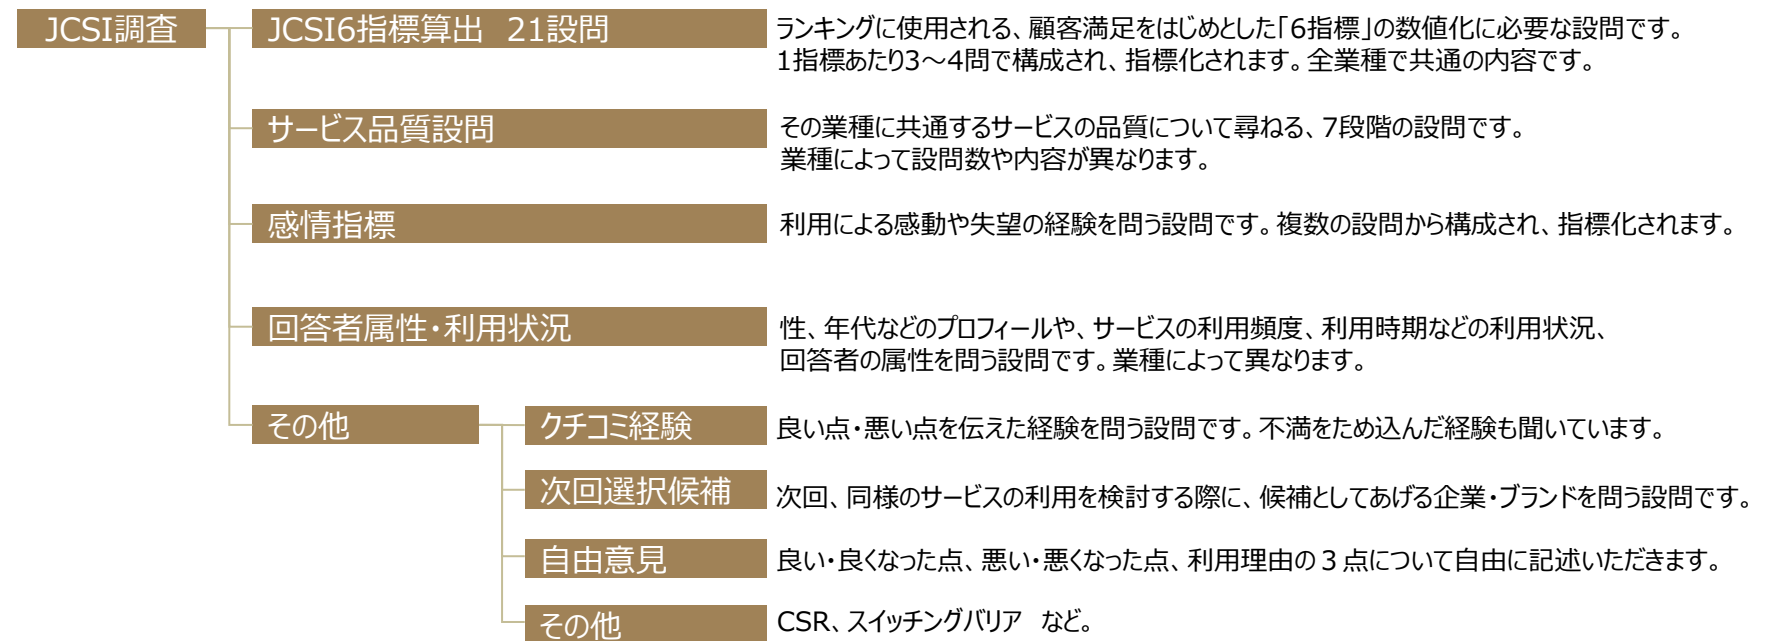 JCSI調査
JCSI6指標算出　21設問
ランキングに使用される、顧客満足をはじめとした「6指標」の数値化に必要な設問です。
1指標あたり3～4問で構成され、指標化されます。全業種で共通の内容です。
サービス品質設問
その業種に共通するサービスの品質について尋ねる、7段階の設問です。
業種によって設問数や内容が異なります。
感情指標
利用による感動や失望の経験を問う設問です。複数の設問から構成され、指標化されます。
回答者属性・利用状況
性、年代などのプロフィールや、サービスの利用頻度、利用時期などの利用状況、
回答者の属性を問う設問です。業種によって異なります。
その他
クチコミ経験
良い点・悪い点を伝えた経験を問う設問です。不満をため込んだ経験も聞いています。
次回選択候補
次回、同様のサービスの利用を検討する際に、候補としてあげる企業・ブランドを問う設問です。
自由意見
良い・良くなった点、悪い・悪くなった点、利用理由の３点について自由に記述いただきます。
その他
CSR、スイッチングバリア　など。